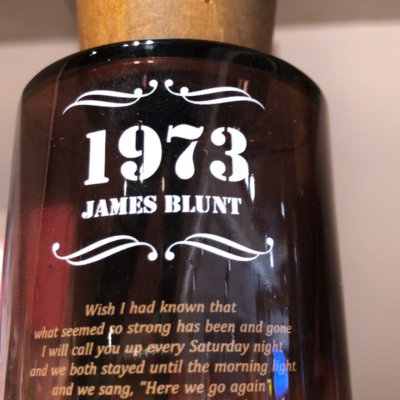 1973
JAMES BLUNT
Wish I had known that
what seemed so strong has been and gone
I will call you up every Saturday night
and we both stayed until the morning light
and we sang, "Here we go again"